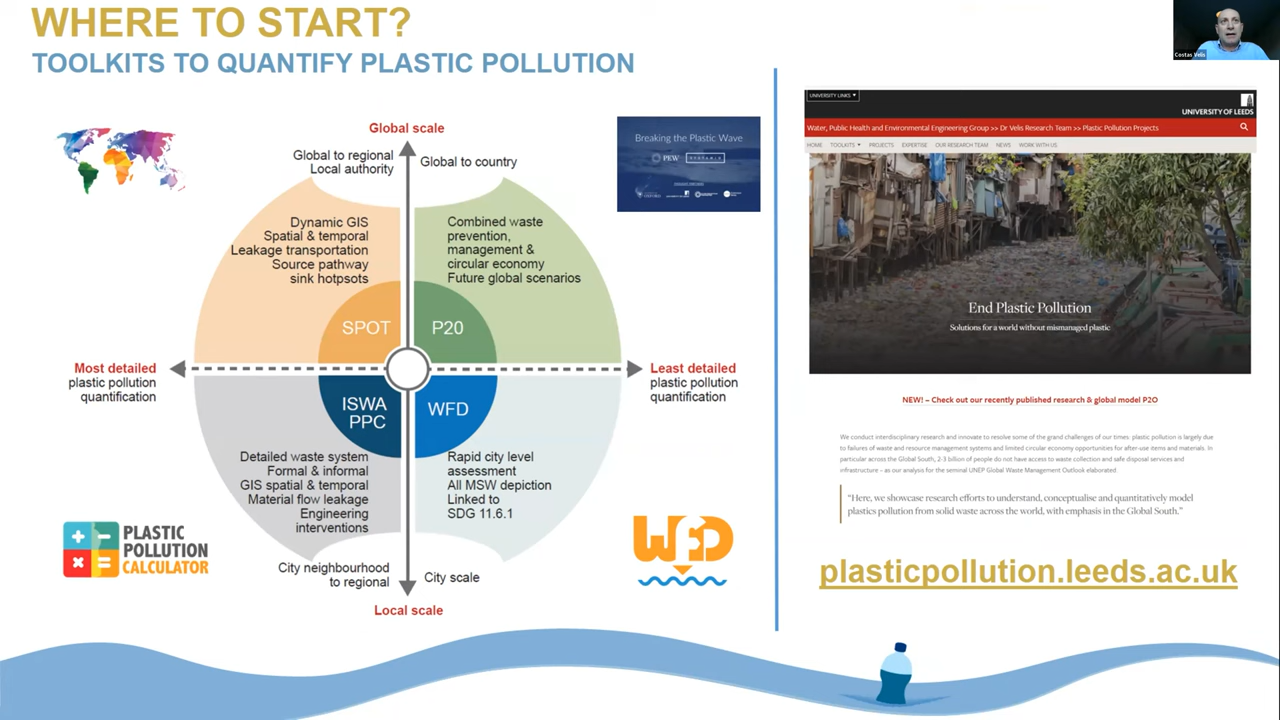 WHERE TO START?
TOOLKITS TO QUANTIFY PLASTIC POLLUTION
Costas Velis
Global scale
Global to regional
Local authority
Global to country
Dynamic GIS
Spatial & temporal
Leakage transportation
Source pathway
sink hotpsots
Combined waste
prevention,
management &
circular economy
Future global scenarios
SPOT
P20
Most detailed
plastic pollution
quantification
Least detailed
plastic pollution
quantification
ISWA
PPC
WFD
Detailed waste system
Formal & informal
GIS spatial & temporal
Material flow leakage
Engineering
interventions
Rapid city level
assessment
All MSW depiction
Linked to
SDG 11.6.1
City neighbourhood
to regional
City scale
Local scale
PLASTIC
POLLUTION
CALCULATOR
WFD
Breaking the Plastic Wave
PEW
UNIVERSITY LINKS
UNIVERSITY OF LEEDS
Water, Public Health and Environmental Engineering Group >> Dr Velis Research Team >> Plastic Pollution Projects
HOME TOOLKITS PROJECTS EXPERTISE OUR RESEARCH TEAM NEWS WORK WITH US
End Plastic Pollution
Solutions for a world without mismanaged plastic
NEW! – Check out our recently published research & global model P2O
We conduct interdisciplinary research and innovate to resolve some of the grand challenges of our times: plastic pollution is largely due
to failures of waste and resource management systems and limited circular economy opportunities for after-use items and materials. In
particular across the Global South, 2-3 billion of people do not have access to waste collection and safe disposal services and
infrastructure – as our analysis for the seminal UNEP Global Waste Management Outlook elaborated.
“Here, we showcase research efforts to understand, conceptualise and quantitatively model
plastics pollution from solid waste across the world, with emphasis in the Global South.”
plasticpollution.leeds.ac.uk